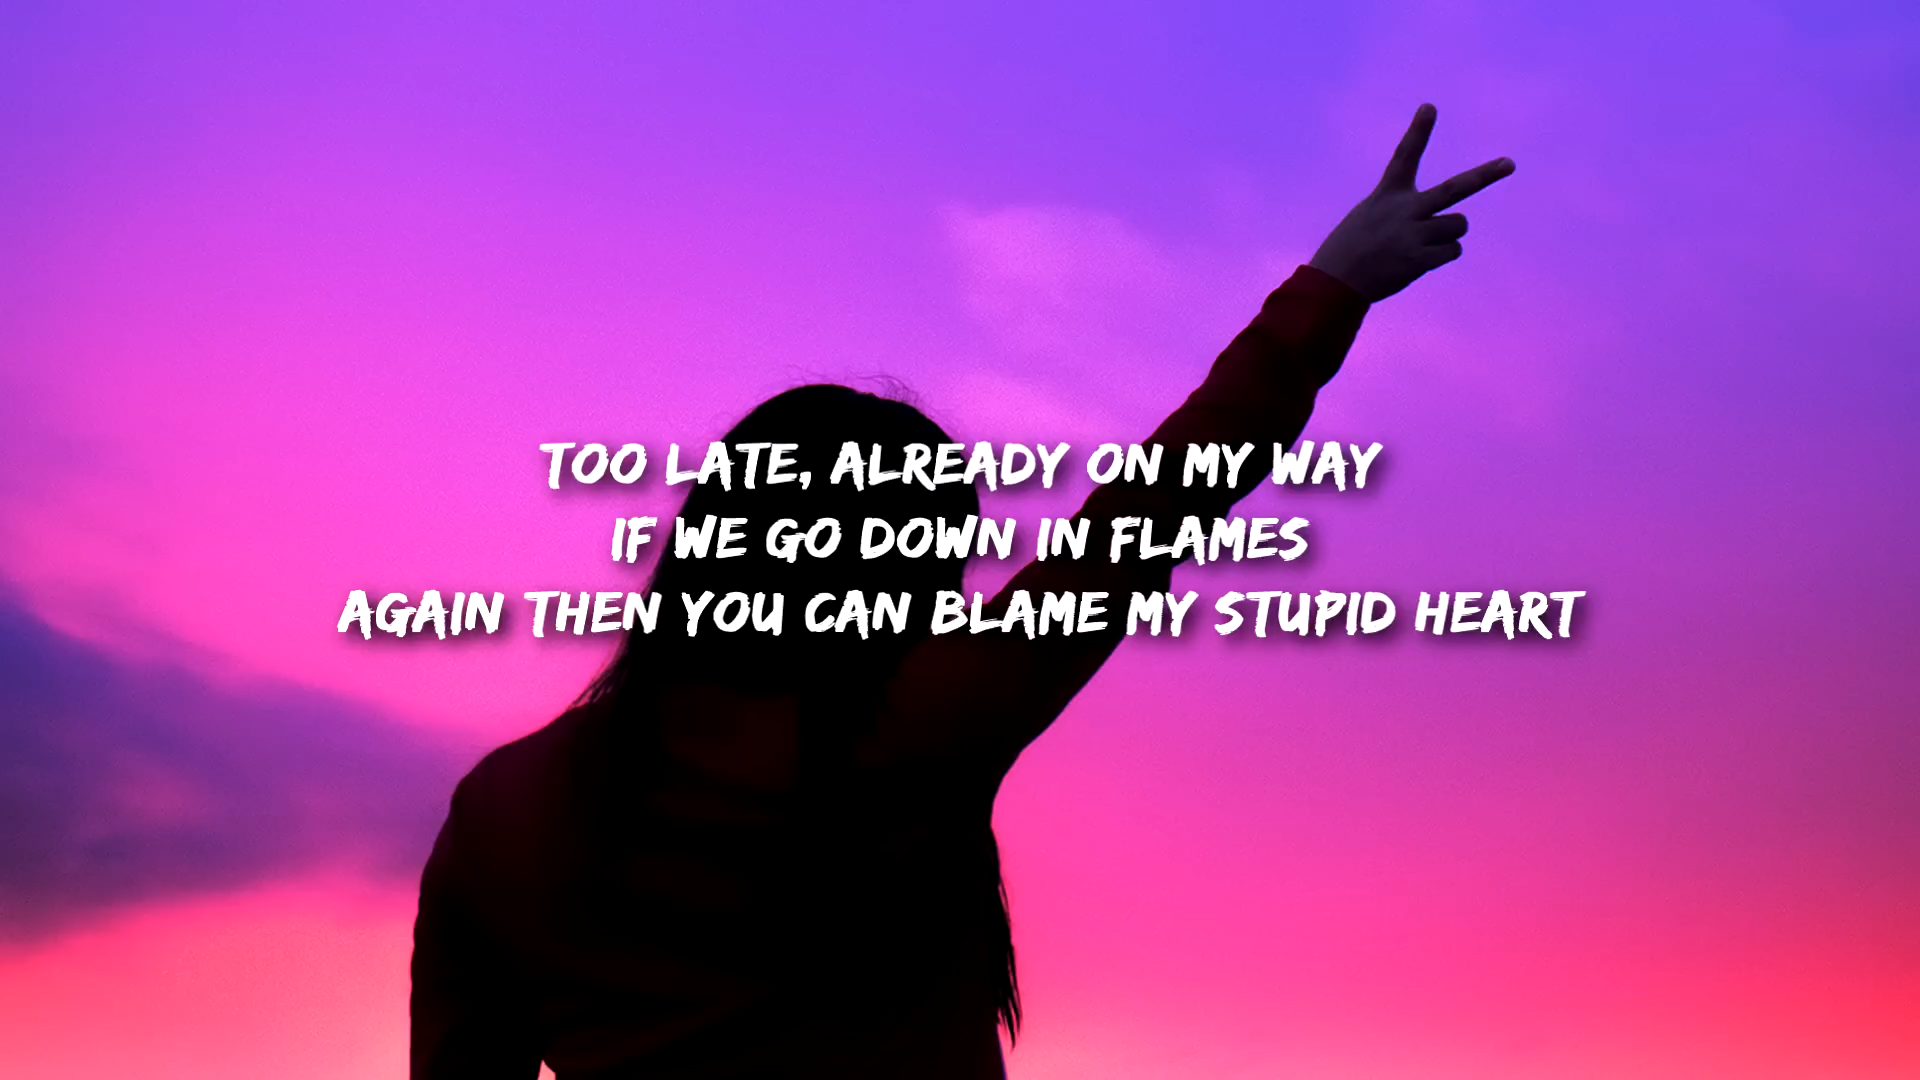 TOO LATE, ALREADY ON MY WAY
IF WE GO DOWN IN FLAMES
AGAIN THEN YOU CAN BLAME MY STUPID HEART